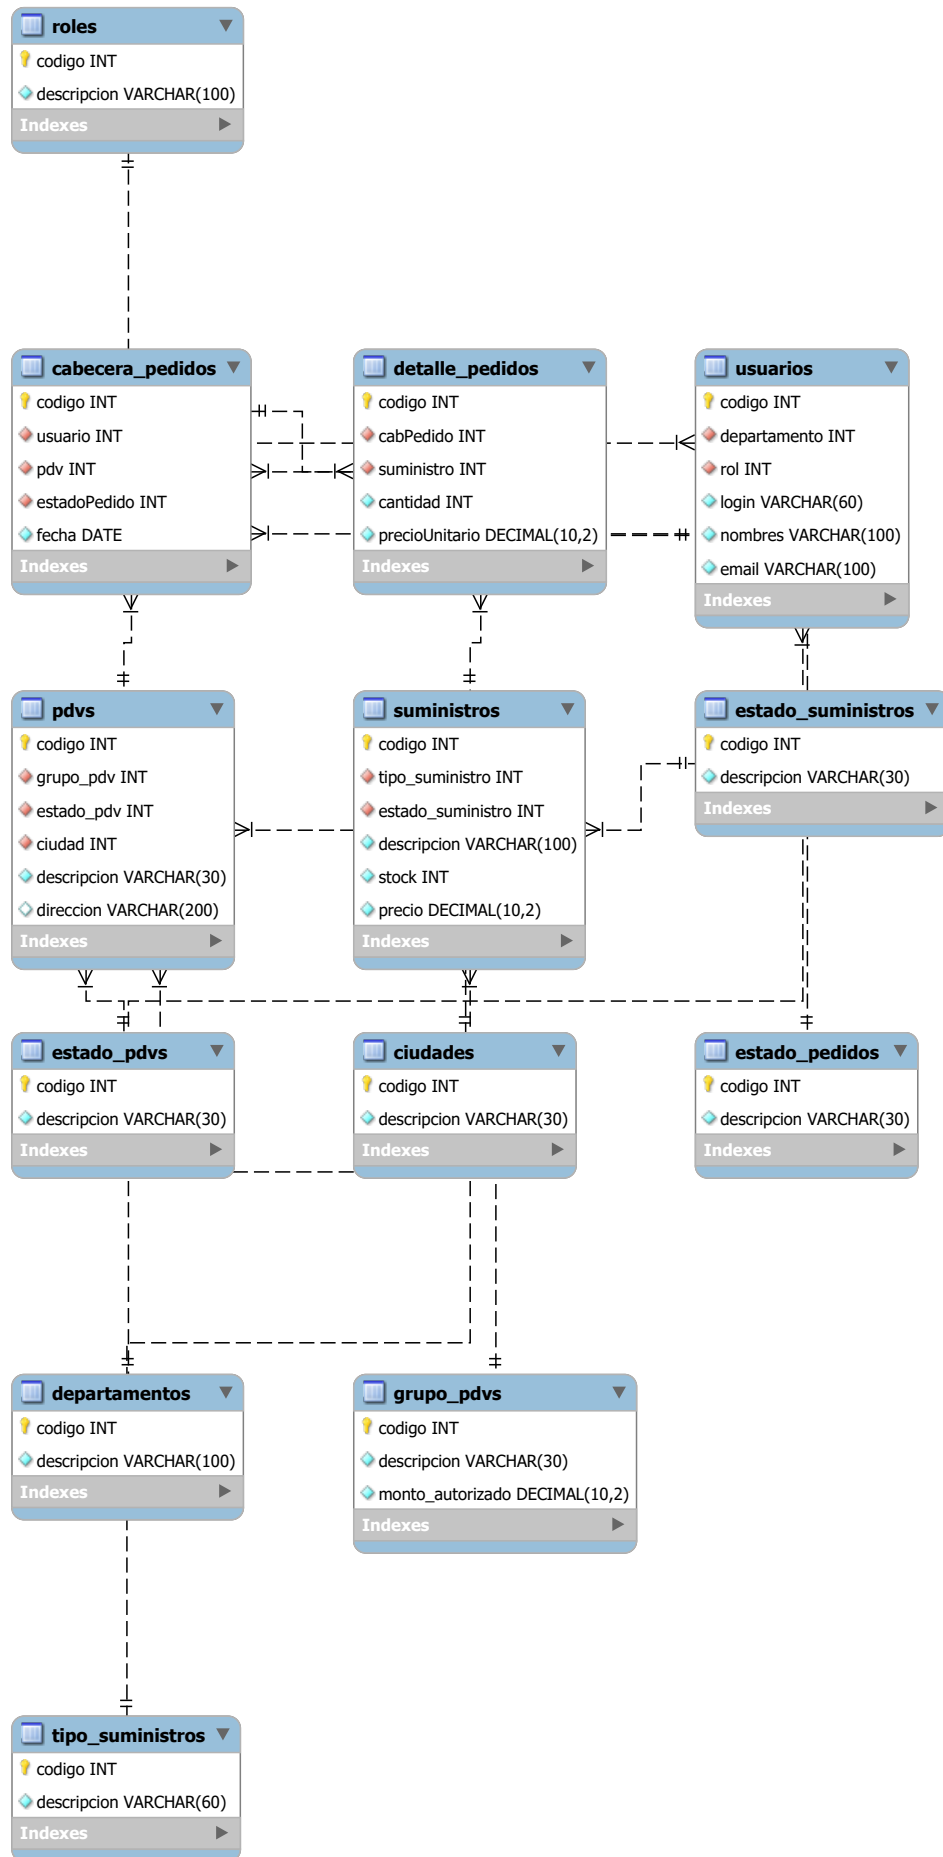 roles
codigo INT
descripcion VARCHAR(100)
Indexes
cabecera_pedidos
codigo INT
usuario INT
pdv INT
estadoPedido INT
fecha DATE
Indexes
detalle_pedidos
codigo INT
cabPedido INT
suministro INT
cantidad INT
precioUnitario DECIMAL(10,2)
Indexes
usuarios
codigo INT
departamento INT
rol INT
login VARCHAR(60)
nombres VARCHAR(100)
email VARCHAR(100)
Indexes
pdvs
codigo INT
grupo_pdv INT
estado_pdv INT
ciudad INT
descripcion VARCHAR(30)
direccion VARCHAR(200)
Indexes
suministros
codigo INT
tipo_suministro INT
estado_suministro INT
descripcion VARCHAR(100)
stock INT
precio DECIMAL(10,2)
Indexes
estado_suministros
codigo INT
descripcion VARCHAR(30)
Indexes
estado_pdvs
codigo INT
descripcion VARCHAR(30)
Indexes
ciudades
codigo INT
descripcion VARCHAR(30)
Indexes
estado_pedidos
codigo INT
descripcion VARCHAR(30)
Indexes
departamentos
codigo INT
descripcion VARCHAR(100)
Indexes
grupo_pdvs
codigo INT
descripcion VARCHAR(30)
monto_autorizado DECIMAL(10,2)
Indexes
tipo_suministros
codigo INT
descripcion VARCHAR(60)
Indexes